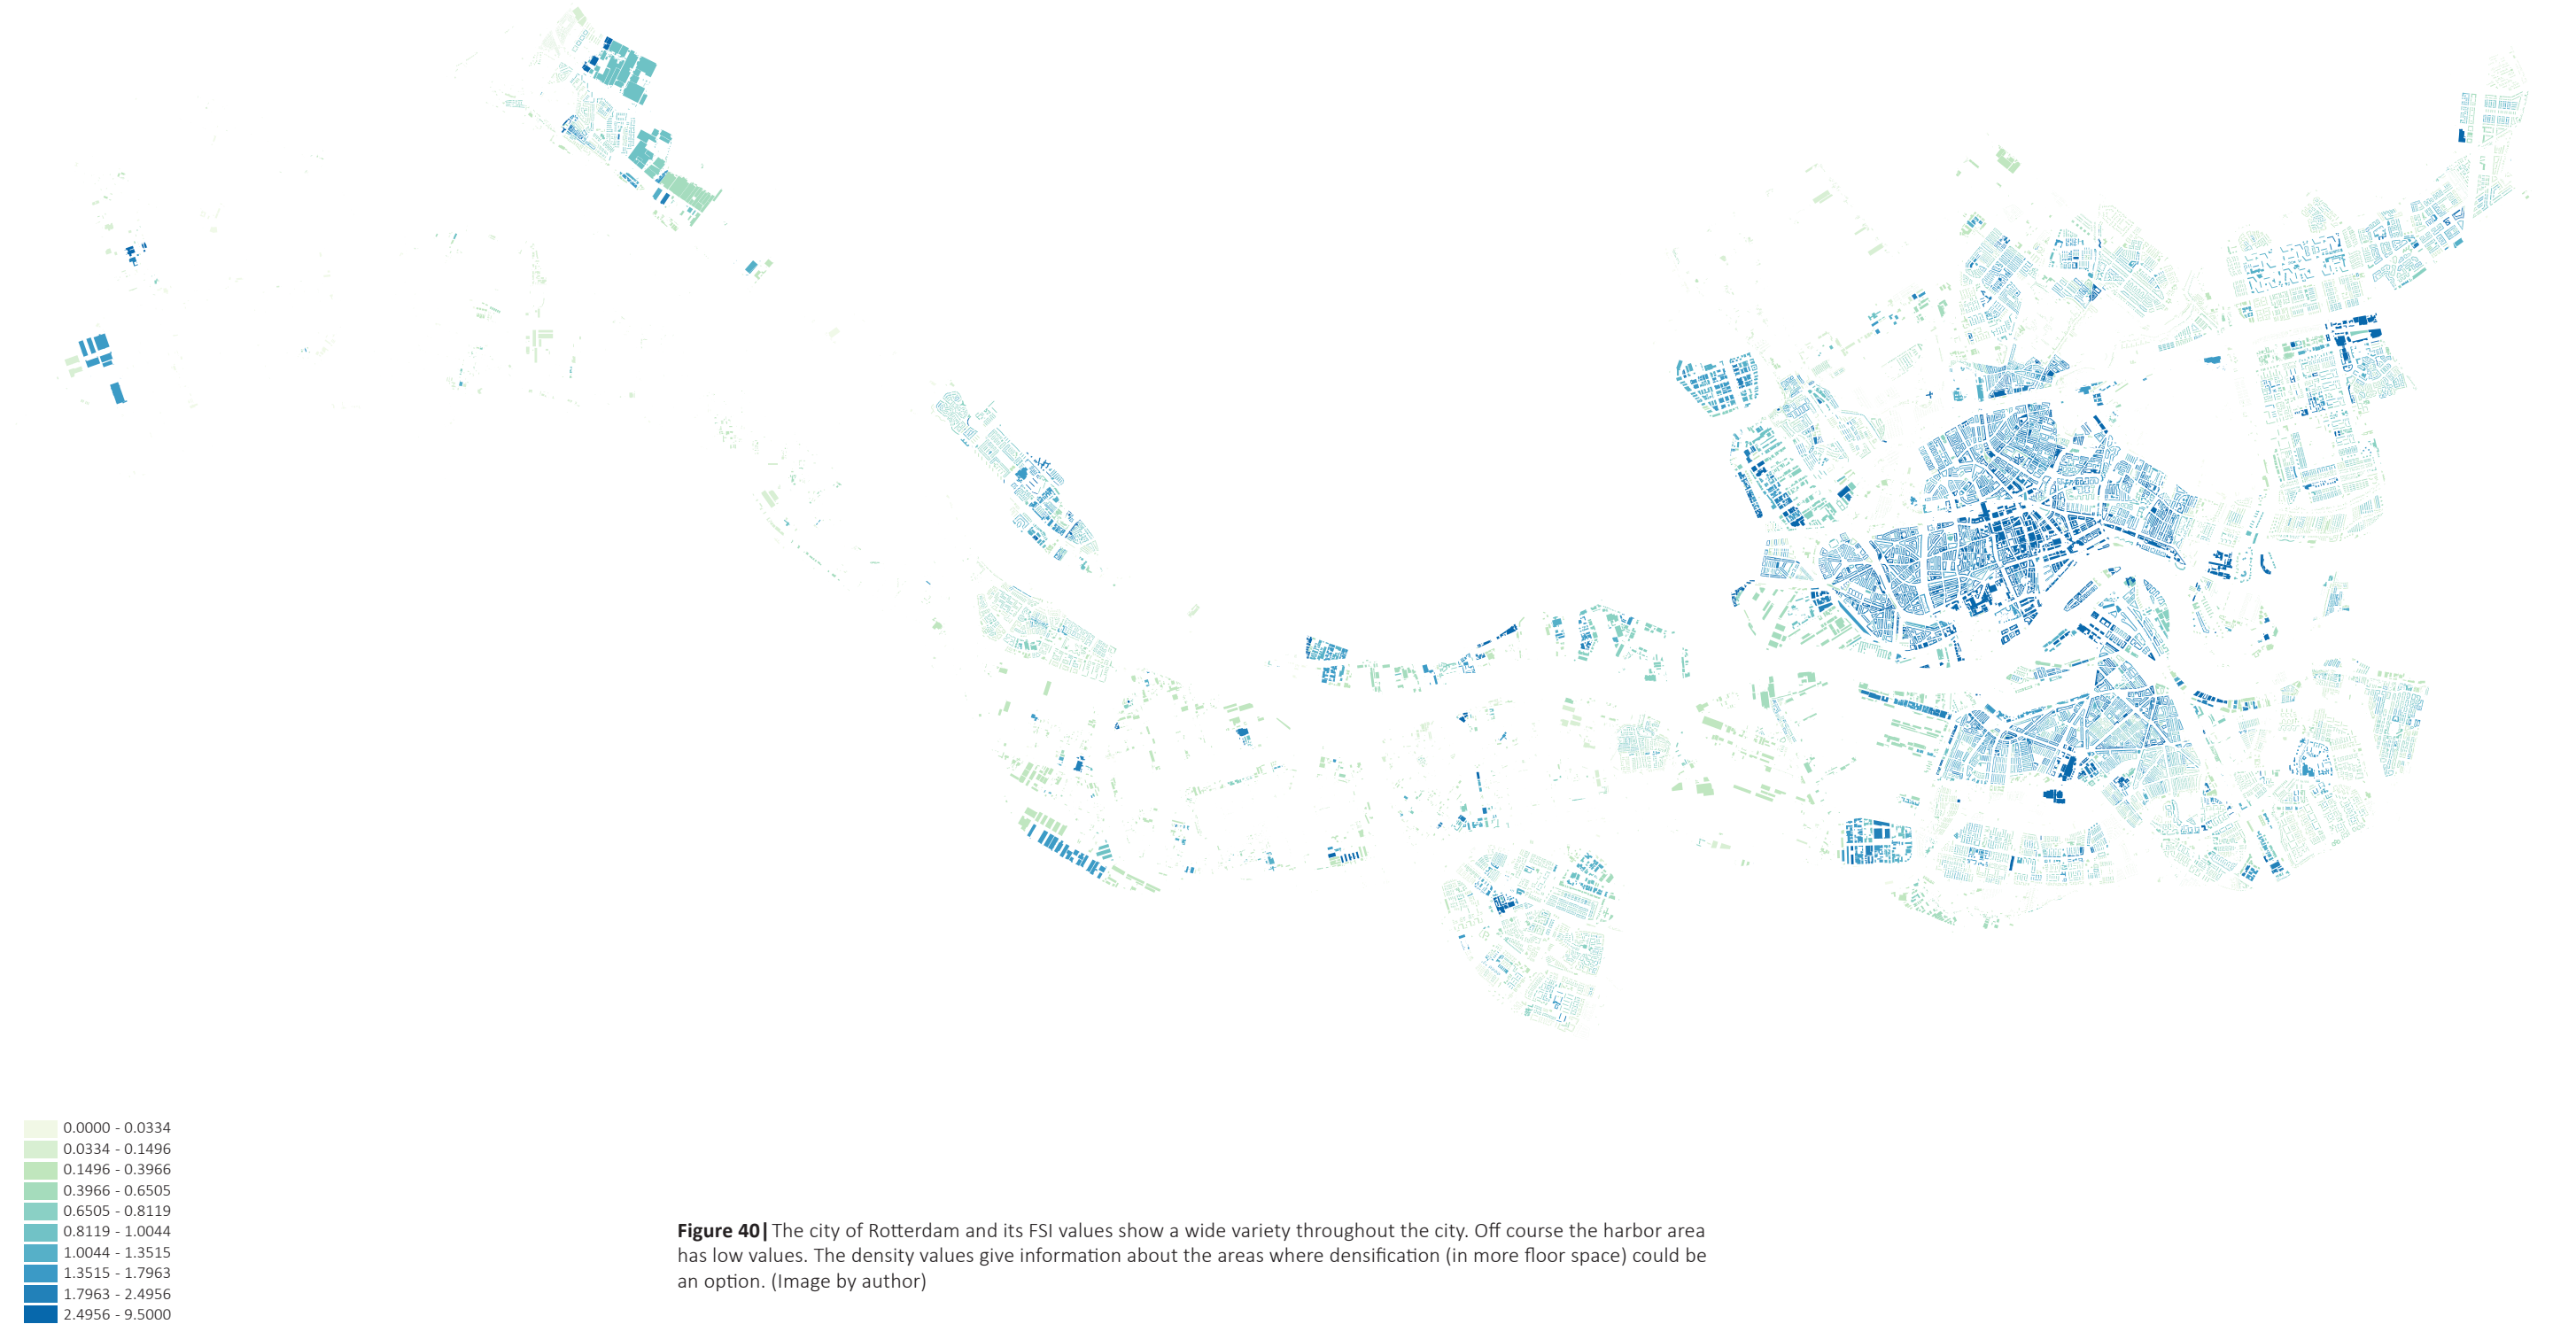 0.0000 - 0.0334
0.0334 - 0.1496
0.1496 - 0.3966
0.3966 - 0.6505
0.6505 - 0.8119
0.8119 - 1.0044
1.0044 - 1.3515
1.3515 - 1.7963
1.7963 - 2.4956
2.4956 - 9.5000
Figure 40| The city of Rotterdam and its FSI values show a wide variety throughout the city. Off course the harbor area
has low values. The density values give information about the areas where densification (in more floor space) could be
an option. (Image by author)